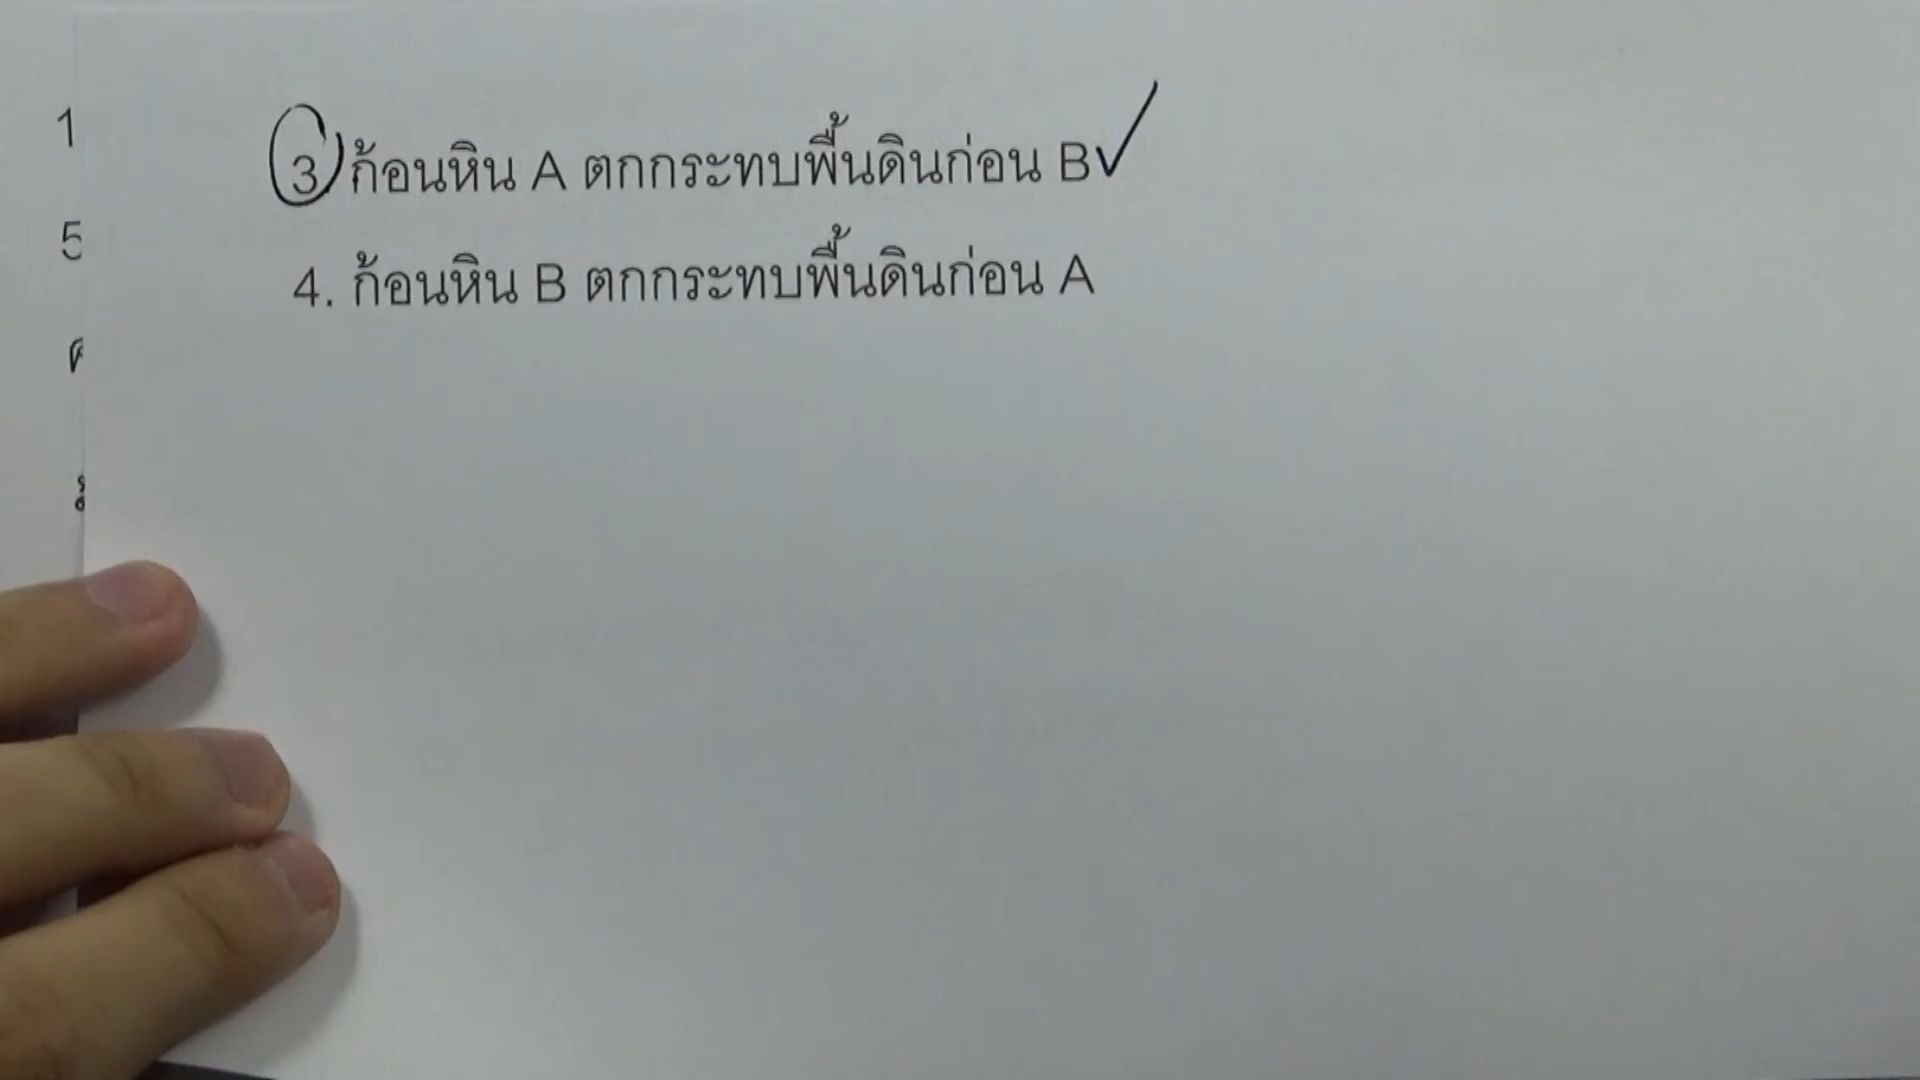 1
3 ก้อนหิน A ตกกระทบพื้นดินก่อน B
5
4. ก้อนหิน B ตกกระทบพื้นดินก่อน A